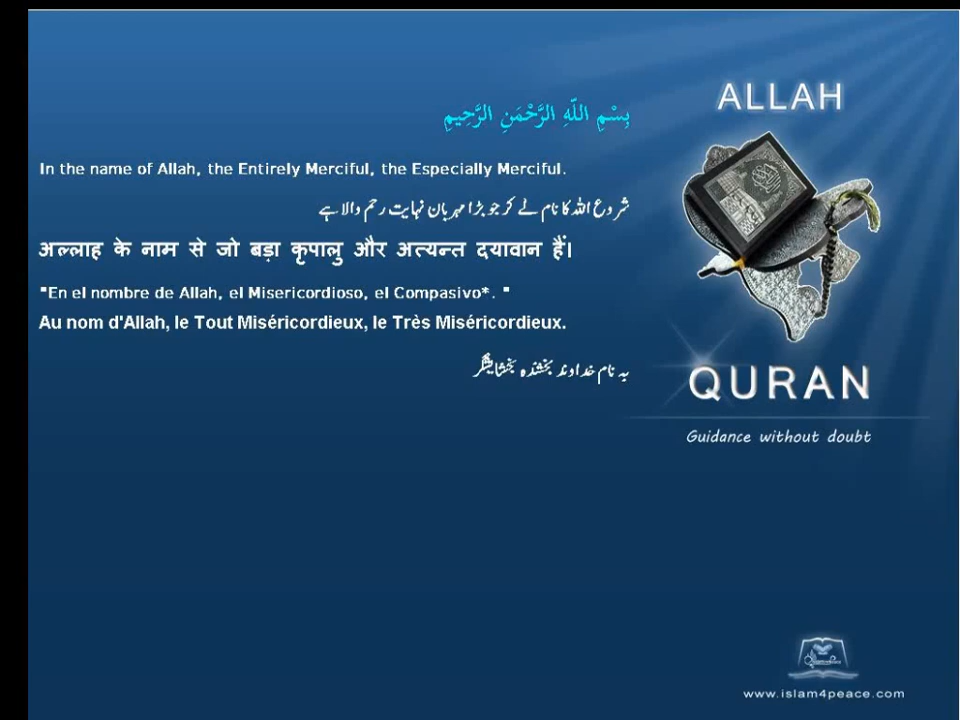 بِسْمِ اللّهِ الرَّحْمَنِ الرَّحِيمِ
In the name of Allah, the Entirely Merciful, the Especially Merciful.
شروع اللہ کا نام لے کر جو بڑا مہربان نہایت رحم والا ہے
अल्लाह के नाम से जो बड़ा कृपालु और अत्यन्त दयावान हैं।
"En el nombre de Allah, el Misericordioso, el Compasivo*. "
Au nom d'Allah, le Tout Miséricordieux, le Très Miséricordieux.
به نام خداوند بخشنده بخشایشگر
ALLAH
QURAN
Guidance without doubt
www.islam4peace.com